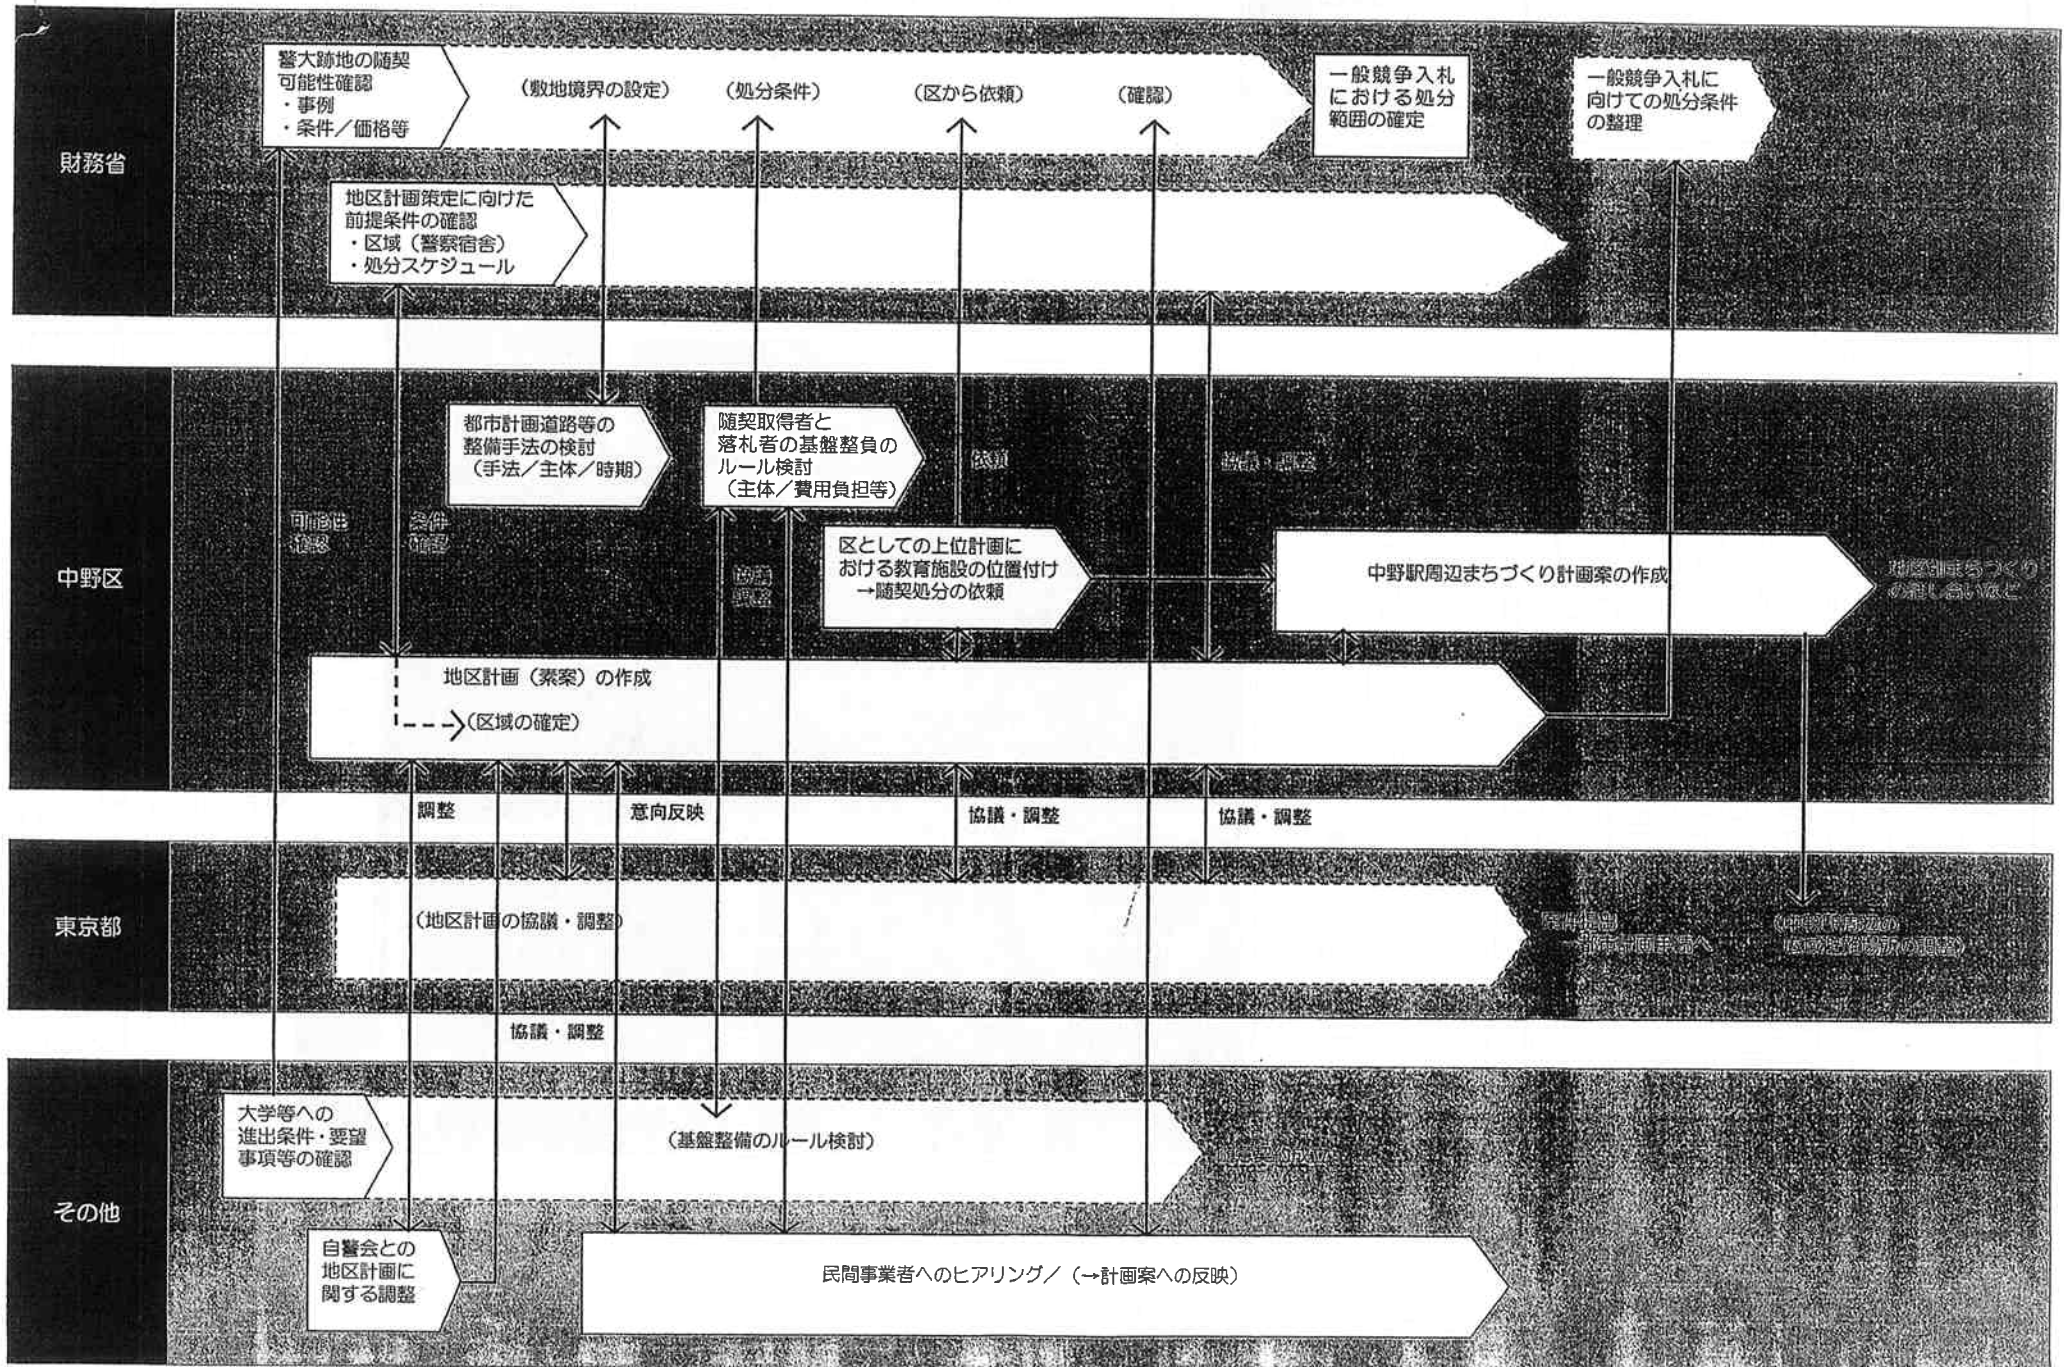 財務省
警大跡地の随契
可能性確認
・事例
・条件／価格等
（敷地境界の設定）
（処分条件）
（区から依頼）
（確認）
一般競争入札
における処分
範囲の確定
一般競争入札に
向けての処分条件
の整理
地区計画策定に向けた
前提条件の確認
・区域（警察宿舎）
・処分スケジュール
中野区
都市計画道路等の
整備手法の検討
（手法／主体／時期）
随契取得者と
落札者の基盤整負の
ルール検討
（主体／費用負担等）
依頼
協議・調整
可能性
確認
条件
確認
協議
調整
区としての上位計画に
おける教育施設の位置付け
→随契処分の依頼
中野駅周辺まちづくり計画案の作成
地区計画（素案）の作成
（区域の確定）
調整
意向反映
協議・調整
協議・調整
東京都
（地区計画の協議・調整）
協議・調整
その他
大学等への
進出条件・要望
事項等の確認
（基盤整備のルール検討）
自警会との
地区計画に
関する調整
民間事業者へのヒアリング／（→計画案への反映）